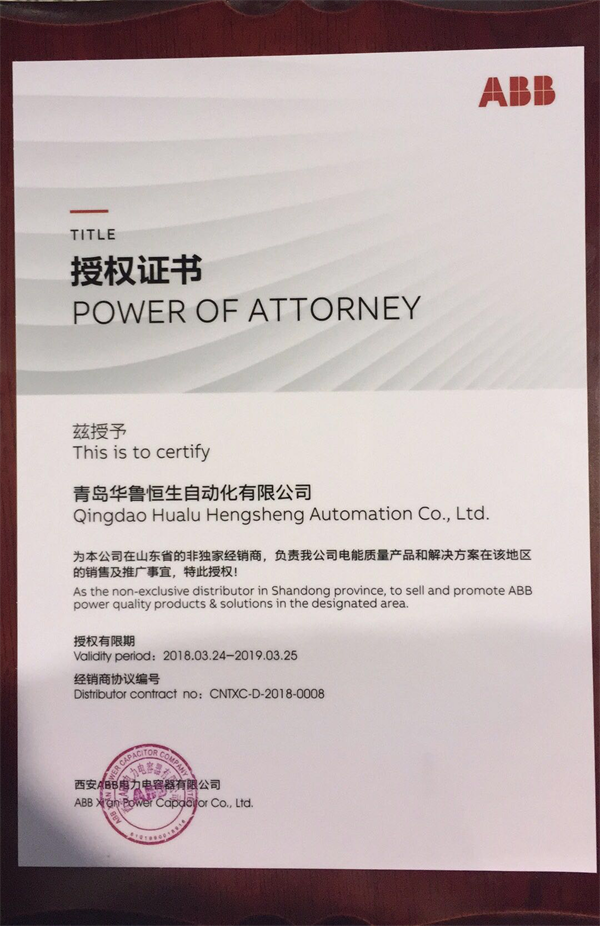 ABB
TITLE
授权证书
POWER OF ATTORNEY
兹授予
This is to certify
青岛华鲁恒生自动化有限公司
Qingdao Hualu Hengsheng Automation Co., Ltd.
为本公司在山东省的非独家经销商，负责我公司电能质量产品和解决方案在该地区
的销售及推广事宜，特此授权！
As the non-exclusive distributor in Shandong province, to sell and promote ABB
power quality products & solutions in the designated area.
授权有限期
Validity period：2018.03.24—2019.03.25
经销商协议编号
Distributor contract no：CNTXC-D-2018-0008
西安ABB电力电容器有限公司
ABB Xi'an Power Capacitor Co., Ltd.
ABB XI'AN POWER CAPACITOR COMPANY LIMITED